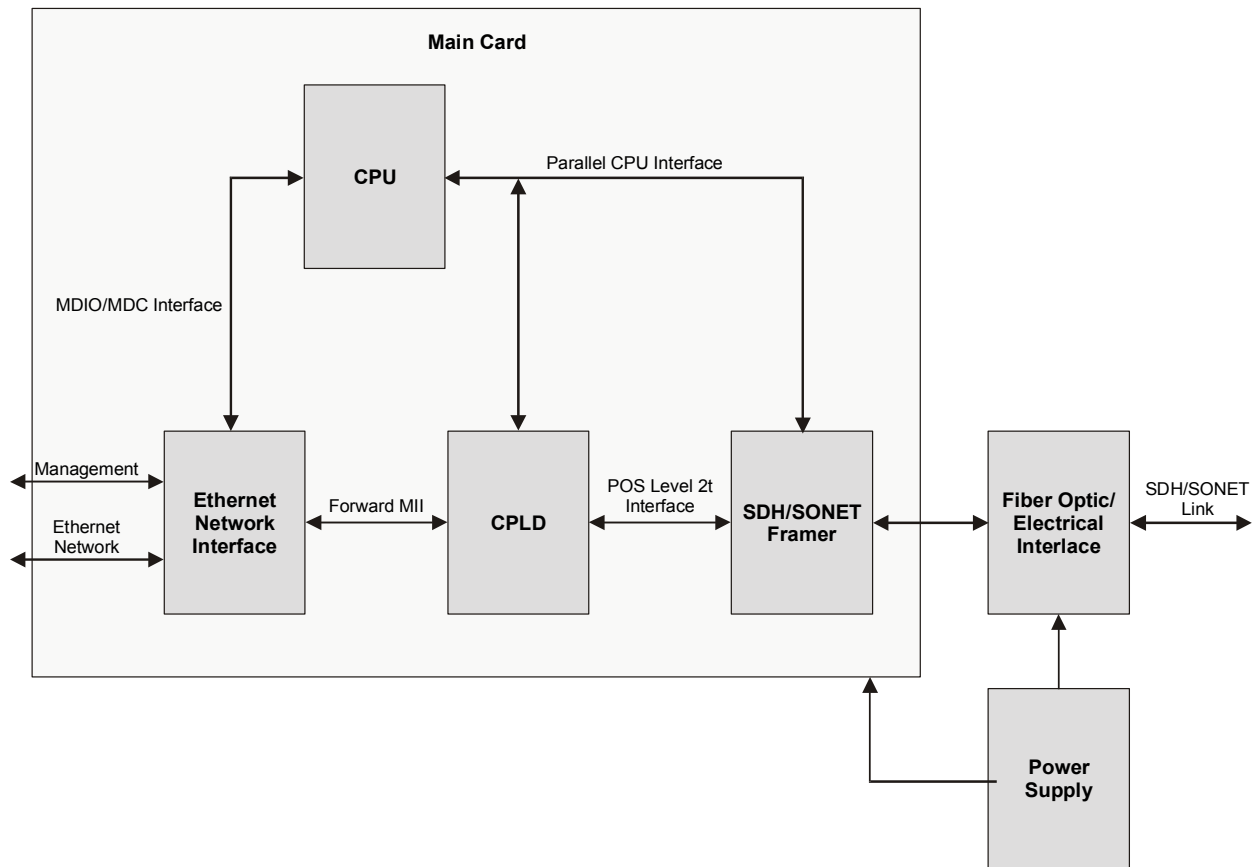 Main Card
CPU
Parallel CPU Interface
MDIO/MDC Interface
Management
Ethernet
Network
Ethernet
Network
Interface
Forward MII
CPLD
POS Level 2t
Interface
SDH/SONET
Framer
Fiber Optic/
Electrical
Interlace
SDH/SONET
Link
Power
Supply